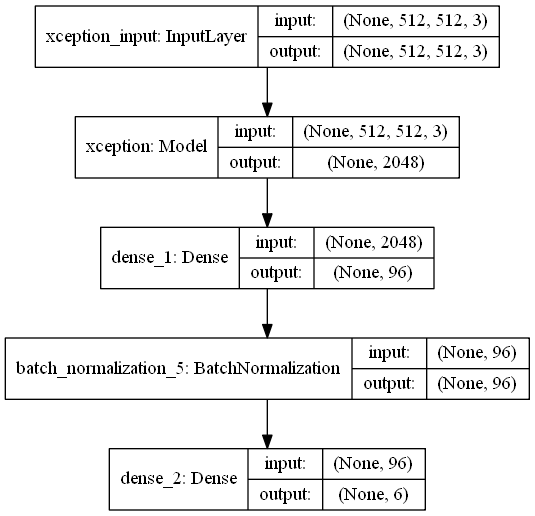 xception_input: InputLayer
input: (None, 512, 512, 3)
output: (None, 512, 512, 3)
xception: Model
input: (None, 512, 512, 3)
output: (None, 2048)
dense_1: Dense
input: (None, 2048)
output: (None, 96)
batch_normalization_5: BatchNormalization
input: (None, 96)
output: (None, 96)
dense_2: Dense
input: (None, 96)
output: (None, 6)